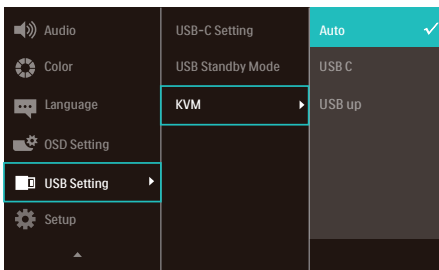 Audio
Color
Language
OSD Setting
USB Setting
Setup
USB-C Setting
USB Standby Mode
KVM
Auto
USB C
USB up